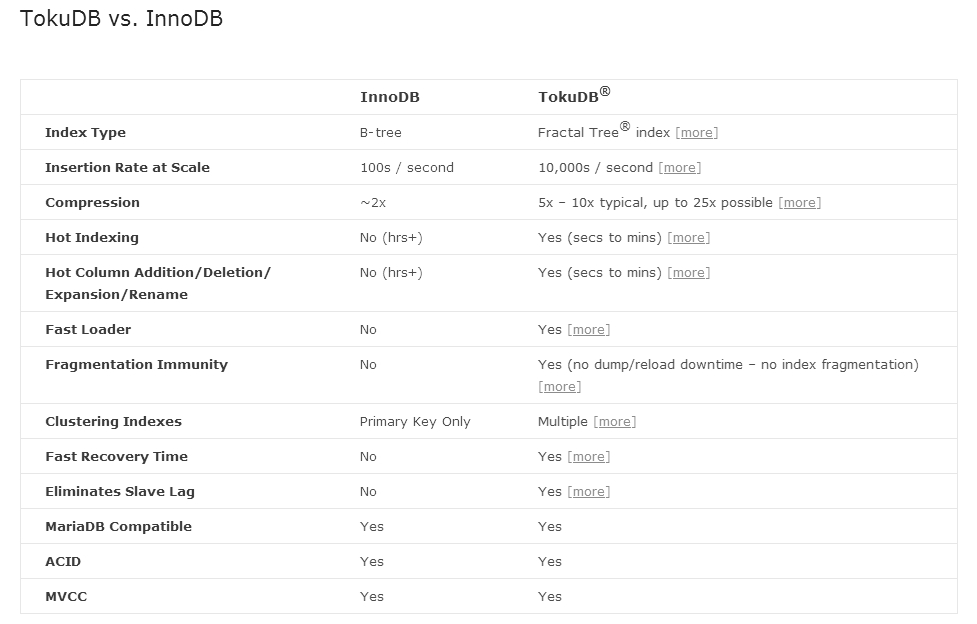 TokuDB vs. InnoDB
InnoDB TokuDB®
Index Type B-tree Fractal Tree® index [more]
Insertion Rate at Scale 100s / second 10,000s / second [more]
Compression ~2x 5x – 10x typical, up to 25x possible [more]
Hot Indexing No (hrs+) Yes (secs to mins) [more]
Hot Column Addition/Deletion/ No (hrs+) Yes (secs to mins) [more]
Expansion/Rename
Fast Loader No Yes [more]
Fragmentation Immunity No Yes (no dump/reload downtime – no index fragmentation)
[more]
Clustering Indexes Primary Key Only Multiple [more]
Fast Recovery Time No Yes [more]
Eliminates Slave Lag No Yes [more]
MariaDB Compatible Yes Yes
ACID Yes Yes
MVCC Yes Yes